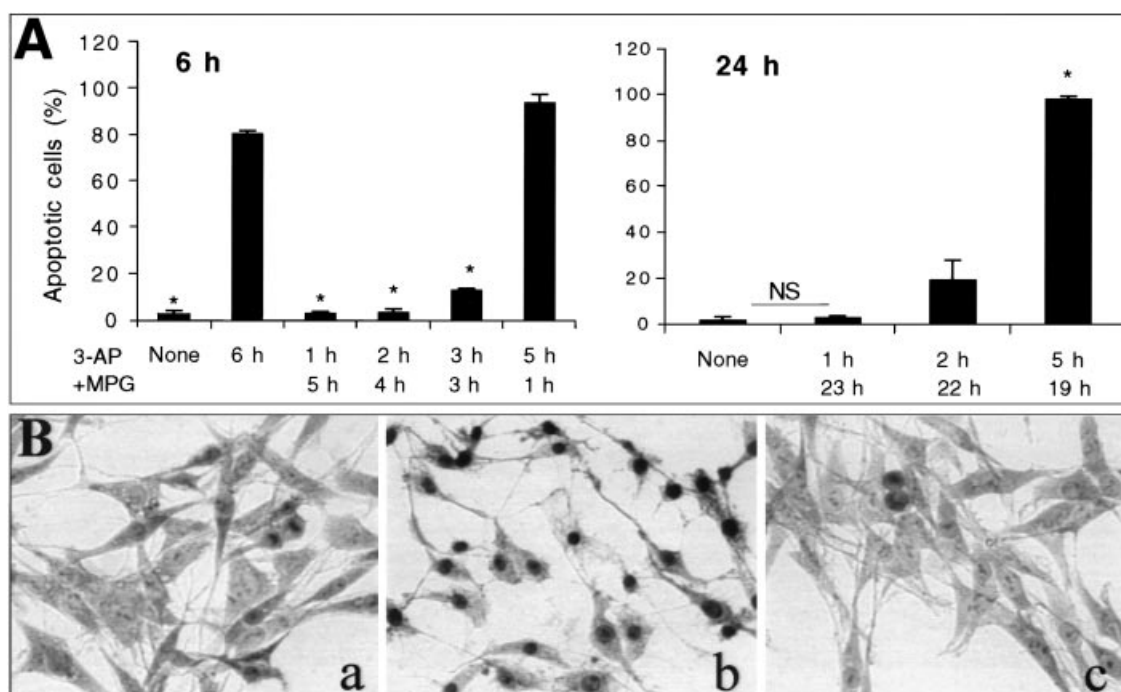 A
6 h
24 h
Apoptotic cells (%)
120
100
80
60
40
20
0
*
*
*
*
3-AP None 6 h 1 h 2 h 3 h 5 h
+MPG 5 h 4 h 3 h 1 h
120
100
80
60
40
20
0
NS
*
None 1 h 2 h 5 h
23 h 22 h 19 h
B
a b c